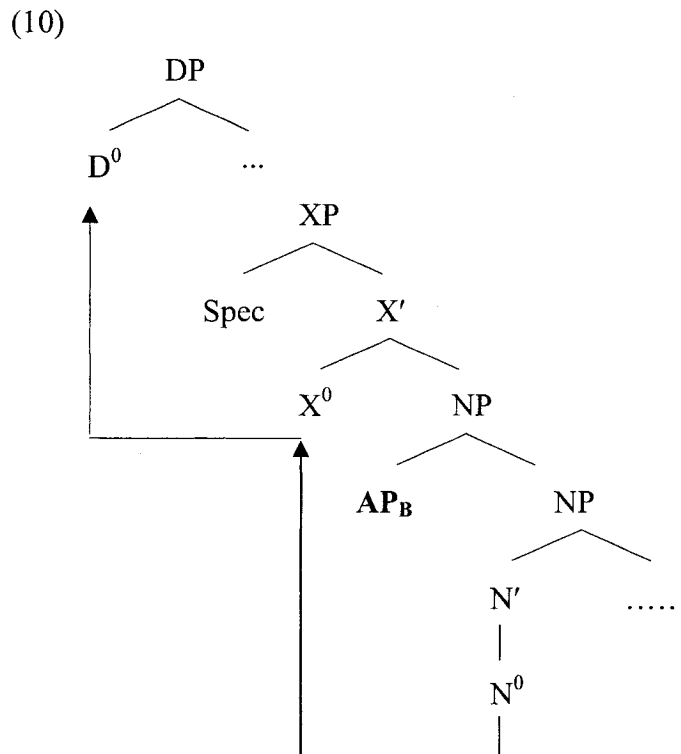 (10)
DP
D⁰ ...
XP
Spec X′
X⁰ NP
AP_B NP
N′ .....
N⁰